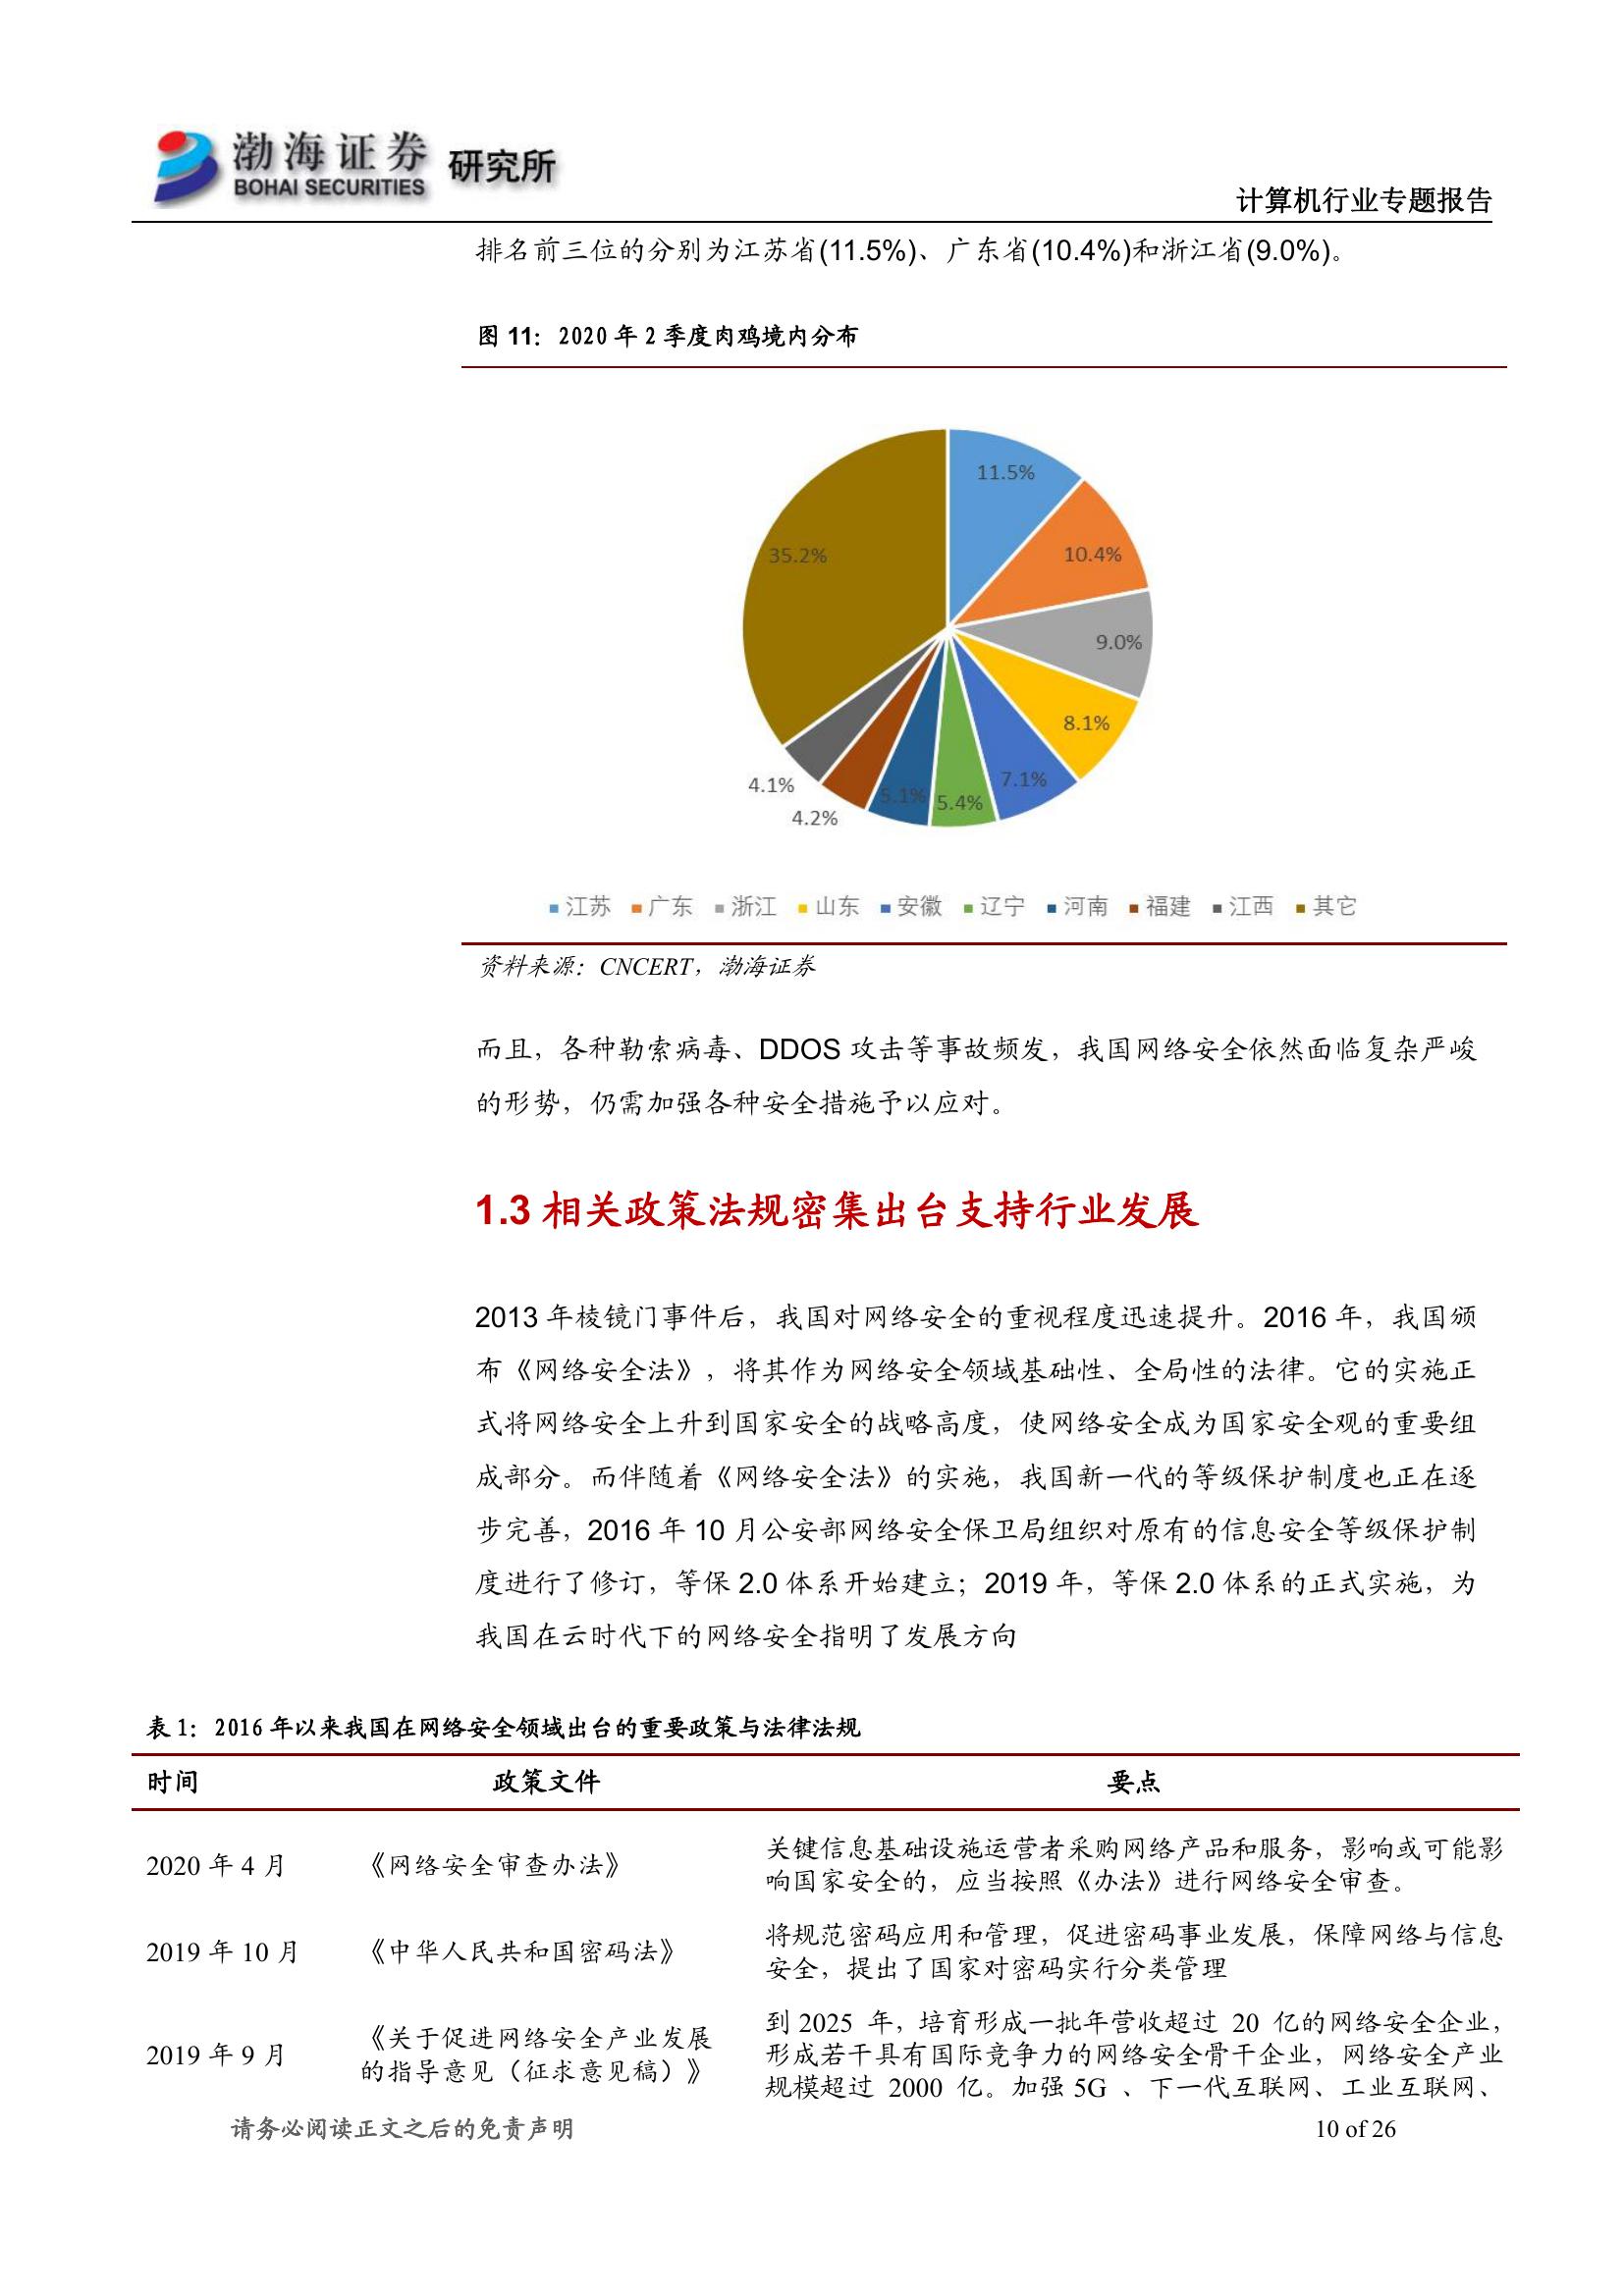 渤海证券
BOHAI SECURITIES
研究所
计算机行业专题报告
排名前三位的分别为江苏省(11.5%)、广东省(10.4%)和浙江省(9.0%)。
图 11：2020 年 2 季度肉鸡境内分布
11.5%
10.4%
9.0%
8.1%
7.1%
5.4%
5.1%
4.2%
4.1%
35.2%
江苏 广东 浙江 山东 安徽 辽宁 河南 福建 江西 其它
资料来源：CNCERT，渤海证券
而且，各种勒索病毒、DDOS 攻击等事故频发，我国网络安全依然面临复杂严峻
的形势，仍需加强各种安全措施予以应对。
1.3 相关政策法规密集出台支持行业发展
2013 年棱镜门事件后，我国对网络安全的重视程度迅速提升。2016 年，我国颁
布《网络安全法》，将其作为网络安全领域基础性、全局性的法律。它的实施正
式将网络安全上升到国家安全的战略高度，使网络安全成为国家安全观的重要组
成部分。而伴随着《网络安全法》的实施，我国新一代的等级保护制度也正在逐
步完善，2016 年 10 月公安部网络安全保卫局组织对原有的信息安全等级保护制
度进行了修订，等保 2.0 体系开始建立；2019 年，等保 2.0 体系的正式实施，为
我国在云时代下的网络安全指明了发展方向
表 1：2016 年以来我国在网络安全领域出台的重要政策与法律法规
时间 政策文件 要点
2020 年 4 月 《网络安全审查办法》
关键信息基础设施运营者采购网络产品和服务，影响或可能影
响国家安全的，应当按照《办法》进行网络安全审查。
2019 年 10 月 《中华人民共和国密码法》
将规范密码应用和管理，促进密码事业发展，保障网络与信息
安全，提出了国家对密码实行分类管理
2019 年 9 月
《关于促进网络安全产业发展
的指导意见（征求意见稿）》
到 2025 年，培育形成一批年营收超过 20 亿的网络安全企业，
形成若干具有国际竞争力的网络安全骨干企业，网络安全产业
规模超过 2000 亿。加强 5G 、下一代互联网、工业互联网、
请务必阅读正文之后的免责声明
10 of 26